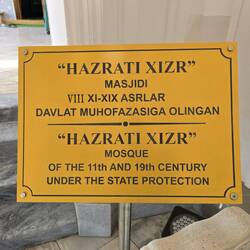 “HAZRATI XIZR”
MASJIDI
VIII XI-XIX ASRLAR
DAVLAT MUHOFAZASIGA OLINGAN
“HAZRATI XIZR”
MOSQUE
OF THE 11th AND 19th CENTURY
UNDER THE STATE PROTECTION